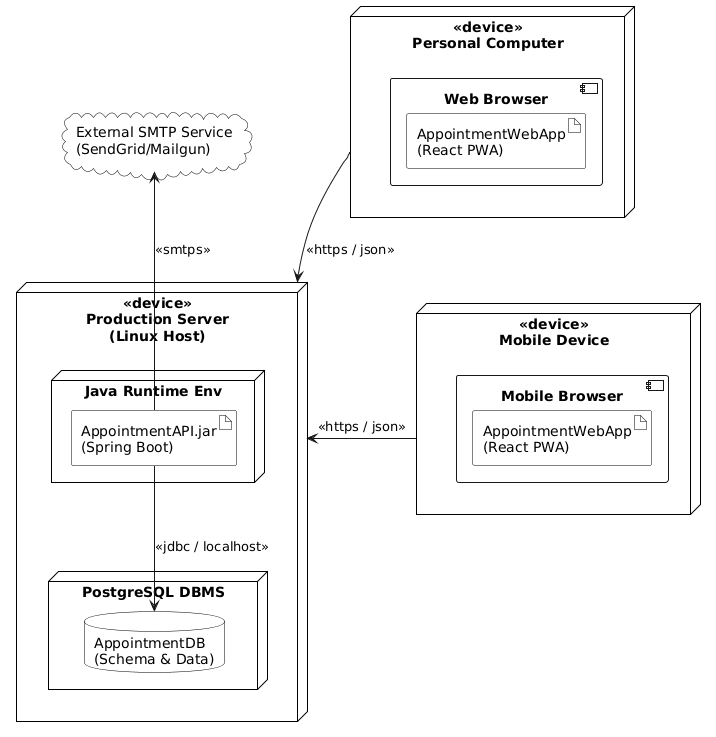 «device»
Personal Computer
Web Browser
AppointmentWebApp
(React PWA)
External SMTP Service
(SendGrid/Mailgun)
«smtps»
«https / json»
«device»
Production Server
(Linux Host)
Java Runtime Env
AppointmentAPI.jar
(Spring Boot)
«jdbc / localhost»
PostgreSQL DBMS
AppointmentDB
(Schema & Data)
«https / json»
«device»
Mobile Device
Mobile Browser
AppointmentWebApp
(React PWA)